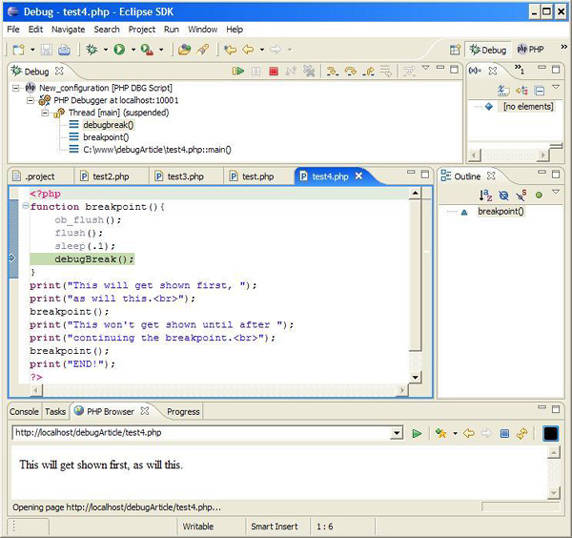 Debug - test4.php - Eclipse SDK
File Edit Navigate Search Project Run Window Help
Debug PHP
Debug
(x)= 1
New_configuration [PHP DBG Script]
PHP Debugger at localhost:10001
Thread [main] (suspended)
debugbreak()
breakpoint()
C:\www\debugArticle\test4.php::main()
[no elements]
.project test2.php test3.php test.php test4.php
<?php
function breakpoint(){
ob_flush();
flush();
sleep(.1);
debugBreak();
}
print("This will get shown first, ");
print("as will this.<br>");
breakpoint();
print("This won't get shown until after ");
print("continuing the breakpoint.<br>");
breakpoint();
print("END!");
?>
Outline
breakpoint()
Console Tasks PHP Browser Progress
http://localhost/debugArticle/test4.php
This will get shown first, as will this.
Opening page http://localhost/debugArticle/test4.php...
Writable Smart Insert 1 : 6